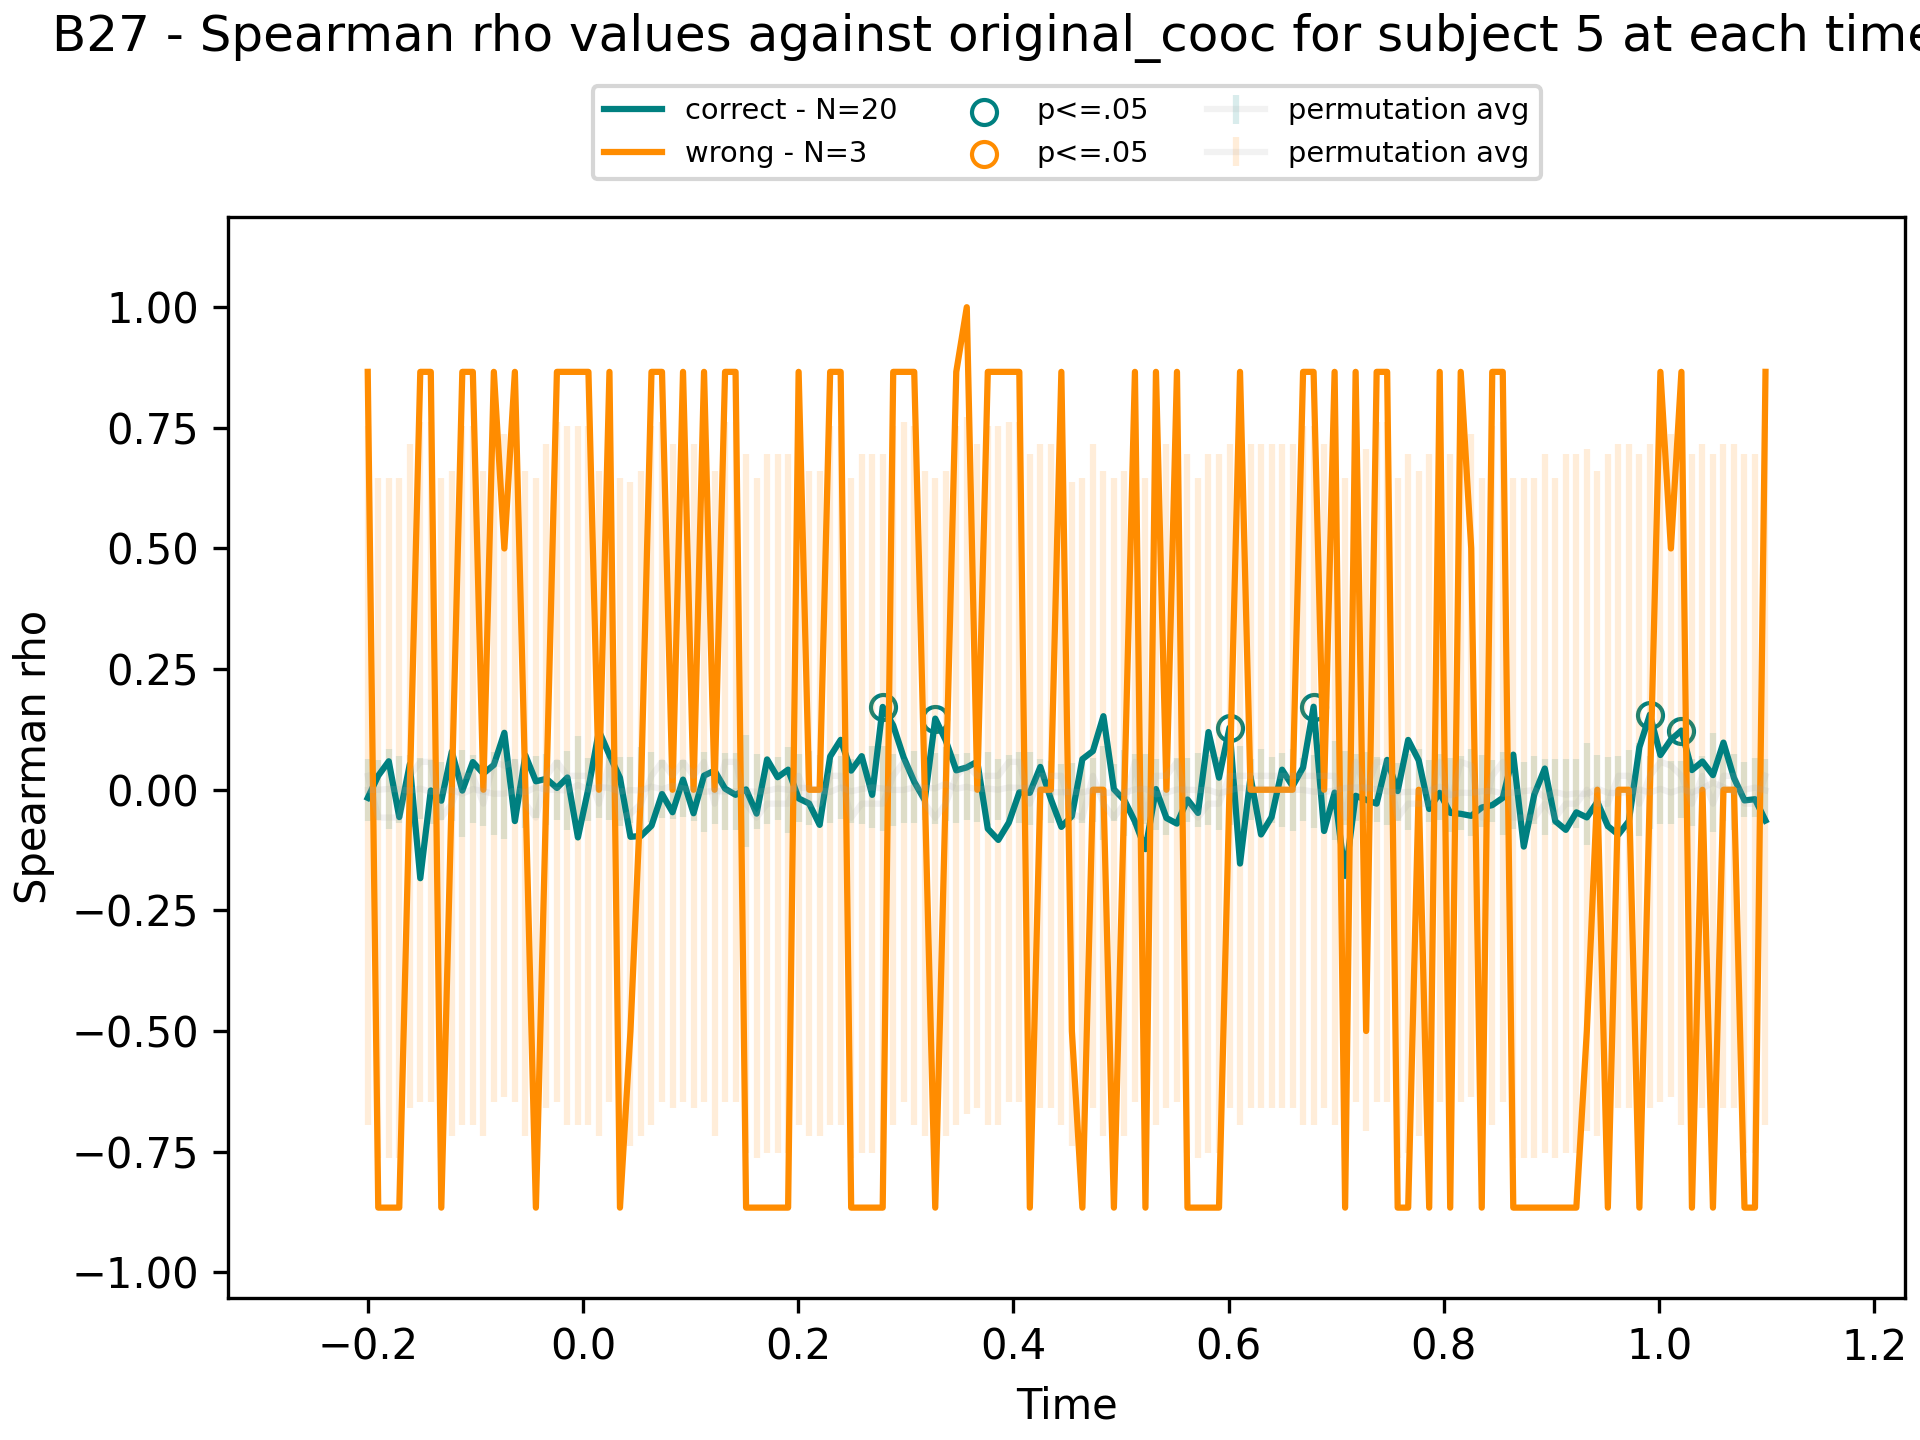 B27 - Spearman rho values against original_cooc for subject 5 at each time
correct - N=20 p<=.05 permutation avg
wrong - N=3 p<=.05 permutation avg
1.00
0.75
0.50
0.25
0.00
−0.25
−0.50
−0.75
−1.00
Spearman rho
−0.2 0.0 0.2 0.4 0.6 0.8 1.0 1.2
Time